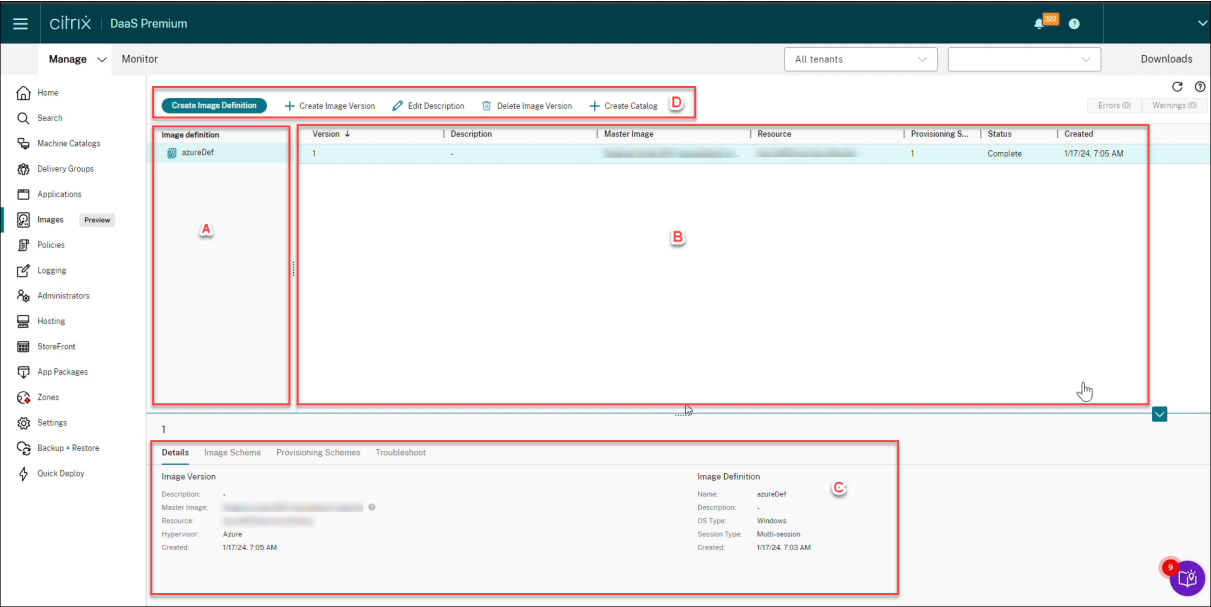 citrix | DaaS Premium
322
Manage
Monitor
All tenants
Downloads
Home
Search
Machine Catalogs
Delivery Groups
Applications
Images Preview
Policies
Logging
Administrators
Hosting
StoreFront
App Packages
Zones
Settings
Backup + Restore
Quick Deploy
Create Image Definition
Create Image Version
Edit Description
Delete Image Version
Create Catalog
D
Errors (0)
Warnings (0)
Image definition
azureDef
A
Version ↓ Description Master Image Resource Provisioning S... Status Created
1 - 1 Complete 1/17/24, 7:05 AM
B
1
Details Image Scheme Provisioning Schemes Troubleshoot
Image Version
Description: -
Master Image:
Resource:
Hypervisor: Azure
Created: 1/17/24, 7:05 AM
Image Definition
Name: azureDef
Description: -
OS Type: Windows
Session Type: Multi-session
Created: 1/17/24, 7:03 AM
C
9